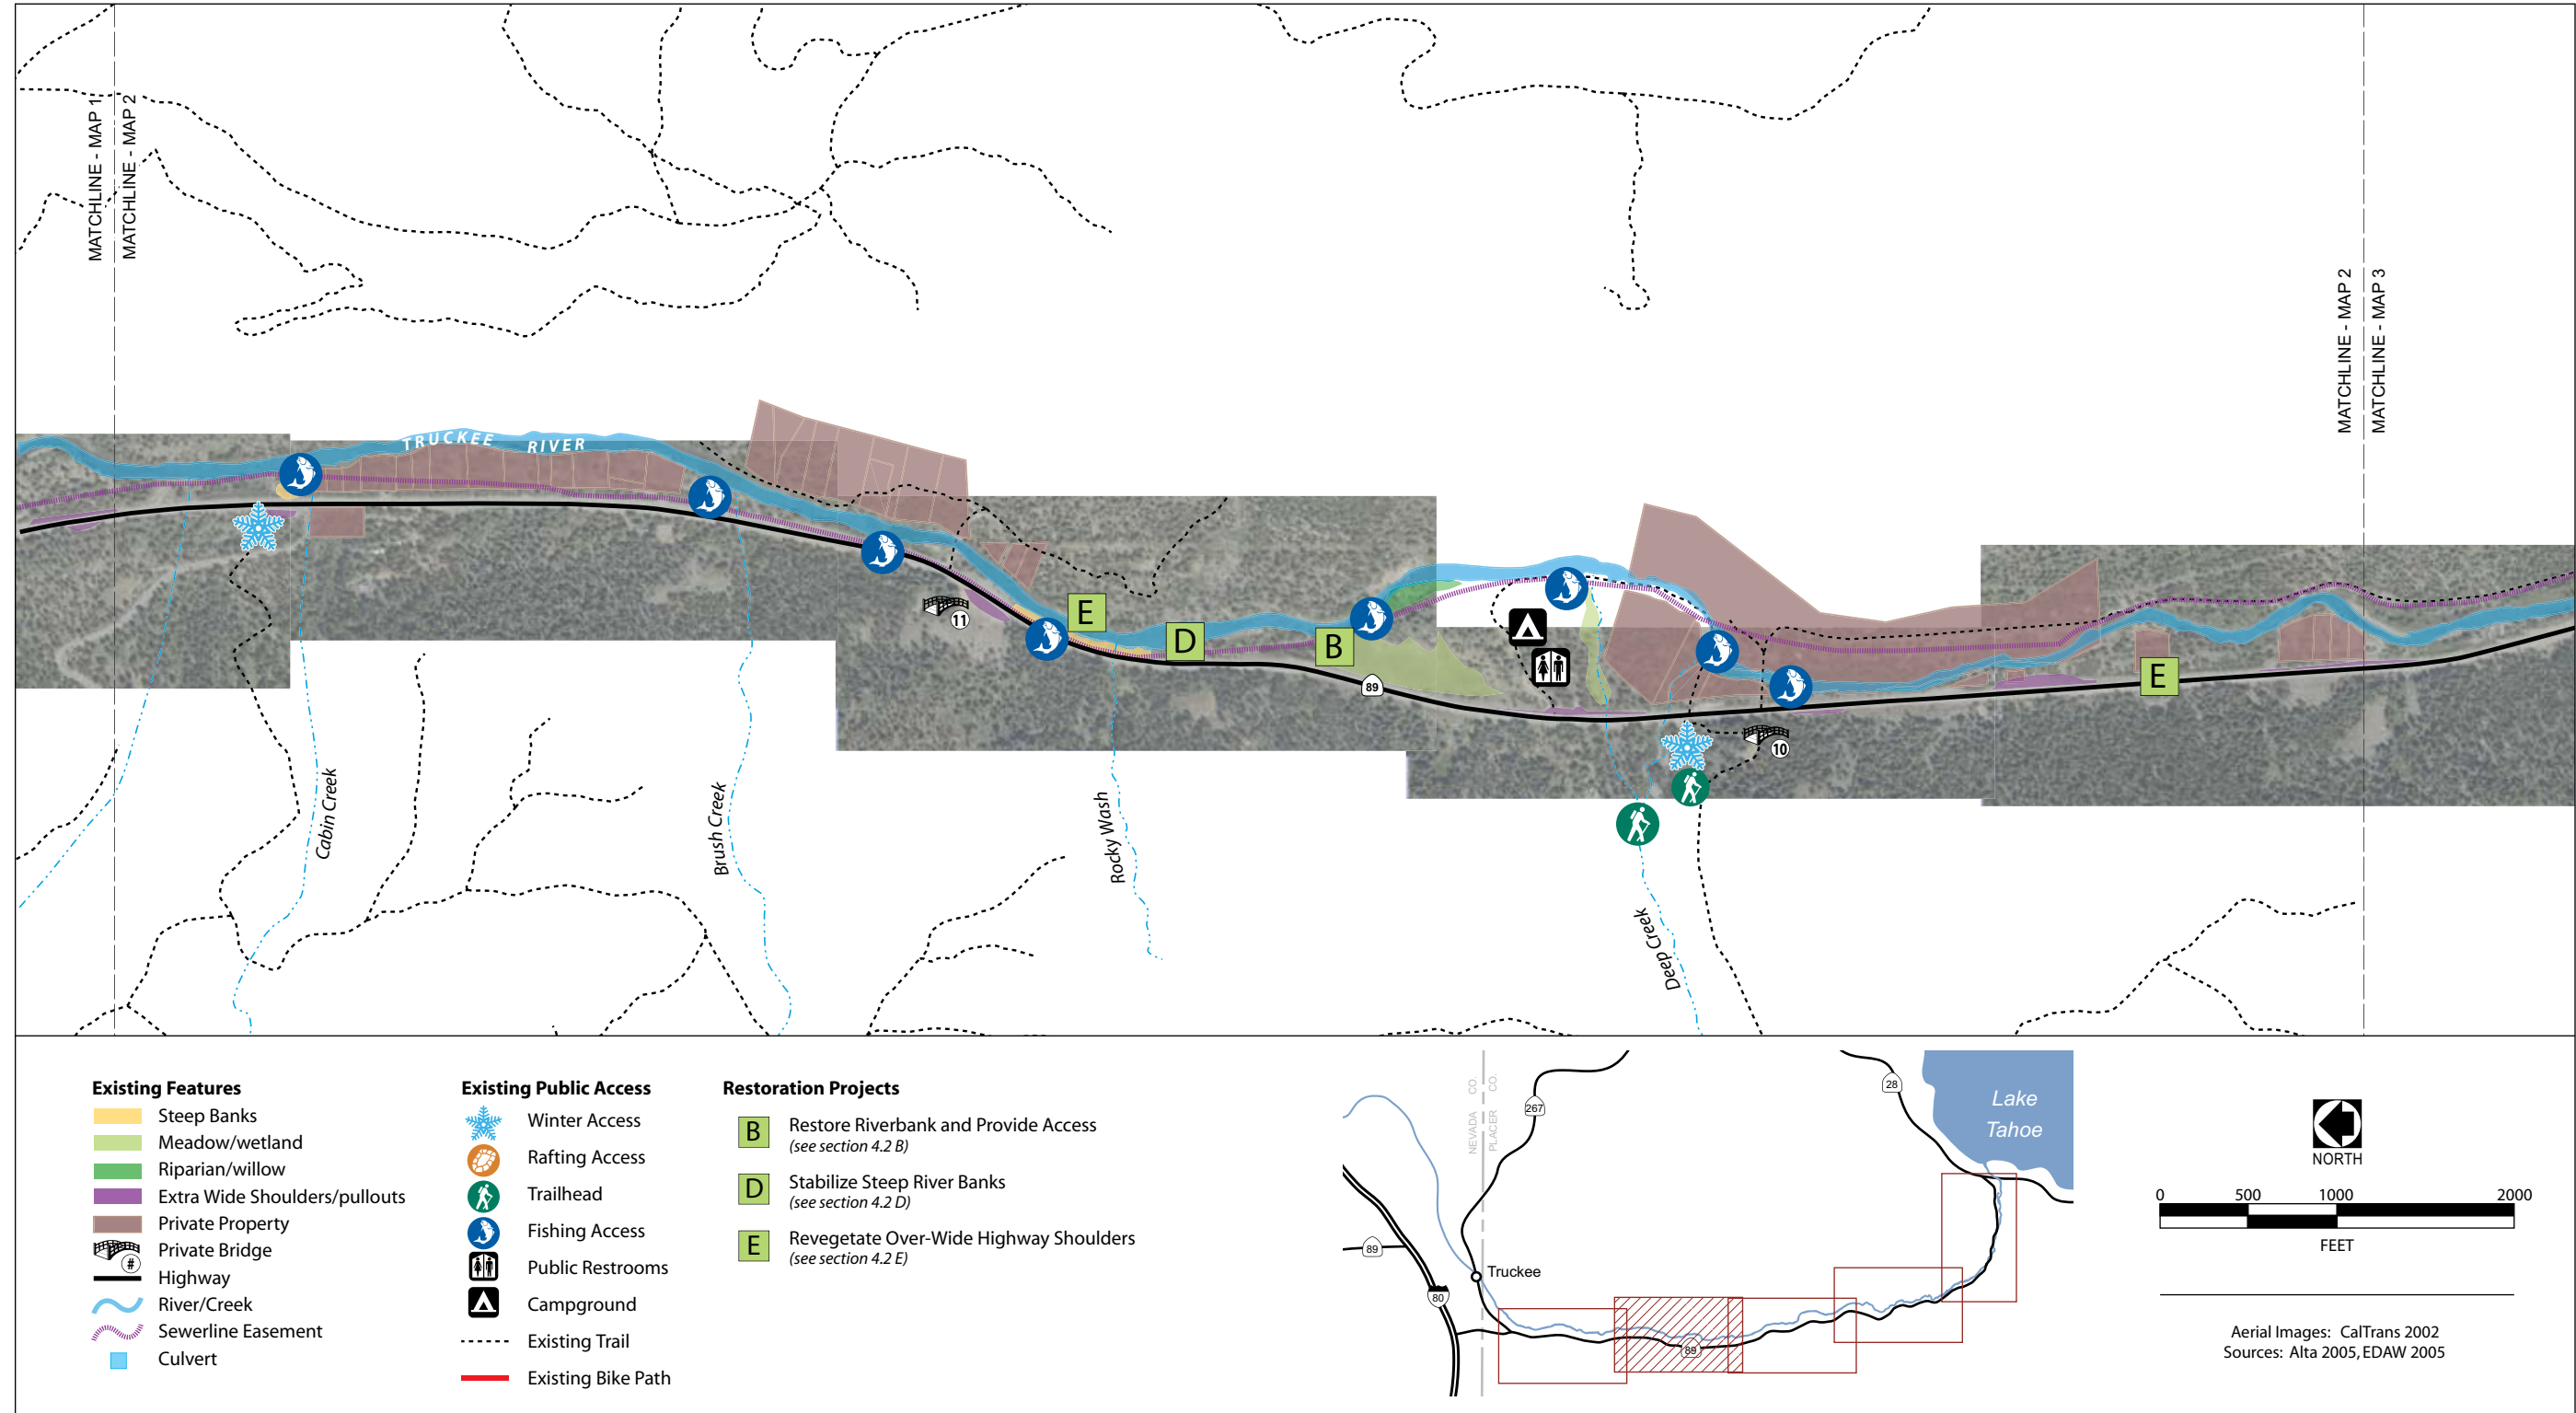 MATCHLINE - MAP 1
MATCHLINE - MAP 2
MATCHLINE - MAP 2
MATCHLINE - MAP 3
TRUCKEE RIVER
11
E
D
B
89
E
10
Cabin Creek
Brush Creek
Rocky Wash
Deep Creek
Existing Features
Steep Banks
Meadow/wetland
Riparian/willow
Extra Wide Shoulders/pullouts
Private Property
Private Bridge
#
Highway
River/Creek
Sewerline Easement
Culvert
Existing Public Access
Winter Access
Rafting Access
Trailhead
Fishing Access
Public Restrooms
Campground
Existing Trail
Existing Bike Path
Restoration Projects
B
Restore Riverbank and Provide Access
(see section 4.2 B)
D
Stabilize Steep River Banks
(see section 4.2 D)
E
Revegetate Over-Wide Highway Shoulders
(see section 4.2 E)
NEVADA CO.
PLACER CO.
267
28
Lake
Tahoe
89
80
Truckee
89
NORTH
0 500 1000 2000
FEET
Aerial Images: CalTrans 2002
Sources: Alta 2005, EDAW 2005